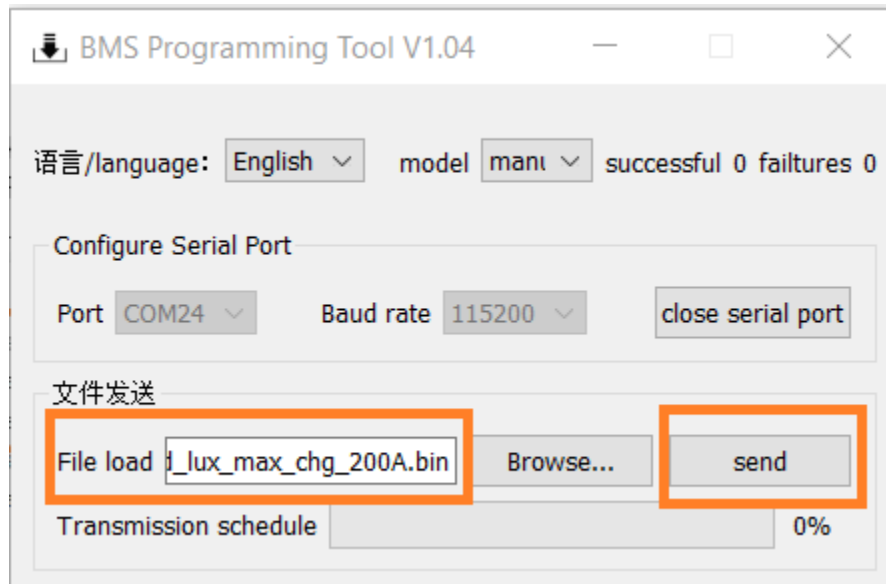 BMS Programming Tool V1.04
语言/language: English model manu successful 0 failtures 0
Configure Serial Port
Port COM24 Baud rate 115200 close serial port
文件发送
File load d_lux_max_chg_200A.bin Browse... send
Transmission schedule 0%